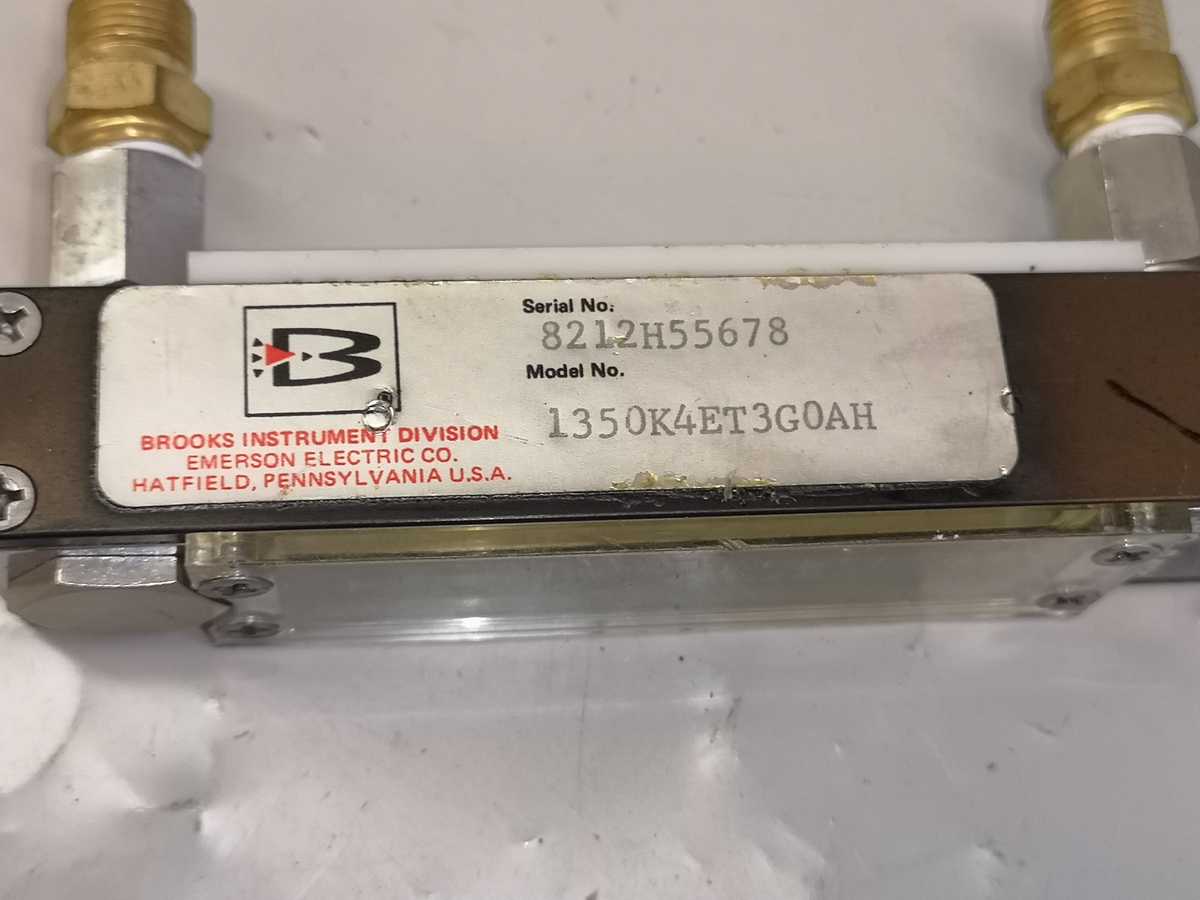 B
Serial No.
8212H55678
Model No.
1350K4ET3G0AH
BROOKS INSTRUMENT DIVISION
EMERSON ELECTRIC CO.
HATFIELD, PENNSYLVANIA U.S.A.